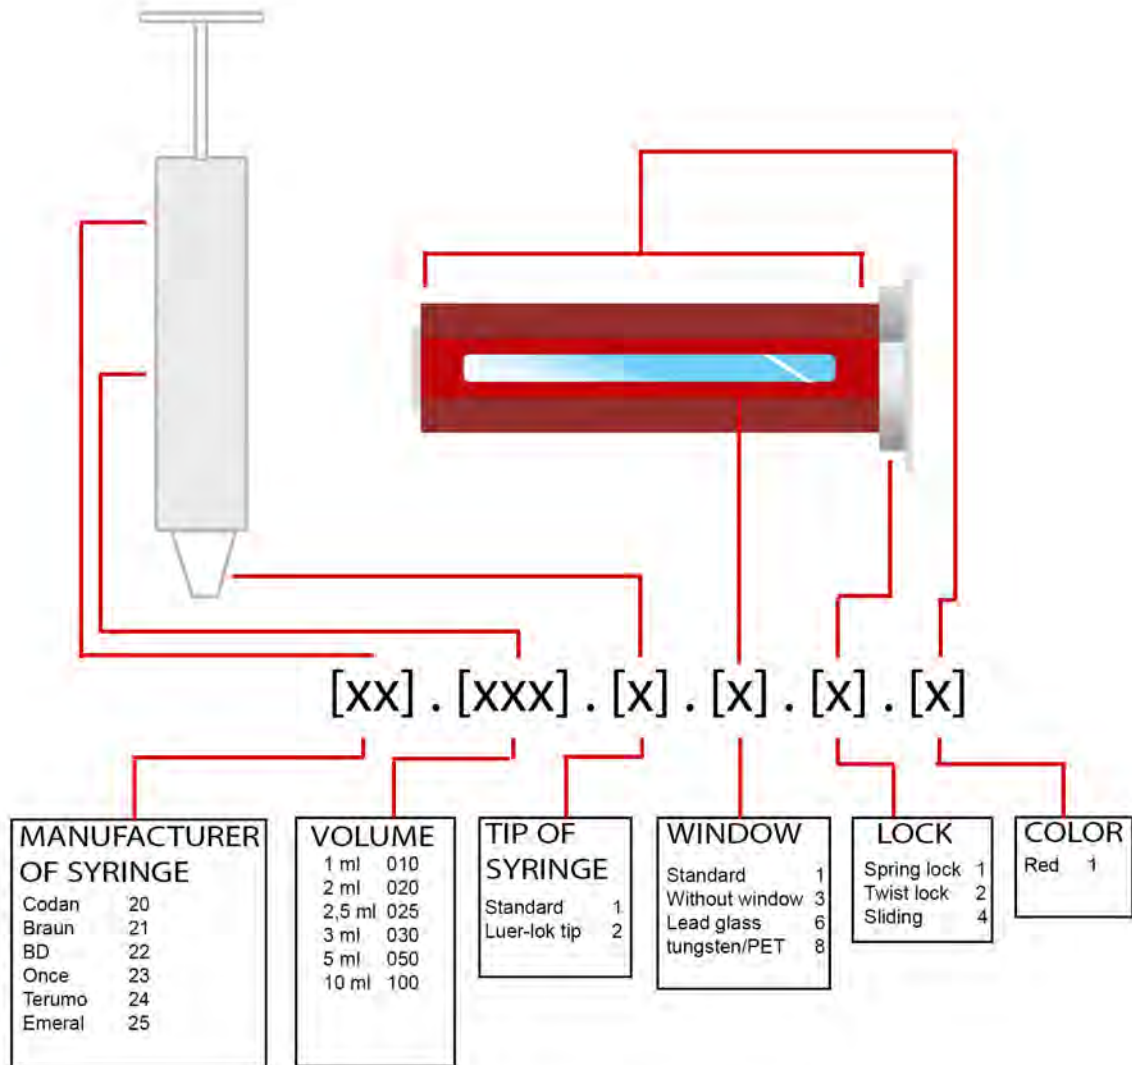 [xx] . [xxx] . [x] . [x] . [x] . [x]
MANUFACTURER
OF SYRINGE
Codan 20
Braun 21
BD 22
Once 23
Terumo 24
Emeral 25
VOLUME
1 ml 010
2 ml 020
2,5 ml 025
3 ml 030
5 ml 050
10 ml 100
TIP OF
SYRINGE
Standard 1
Luer-lok tip 2
WINDOW
Standard 1
Without window 3
Lead glass 6
tungsten/PET 8
LOCK
Spring lock 1
Twist lock 2
Sliding 4
COLOR
Red 1